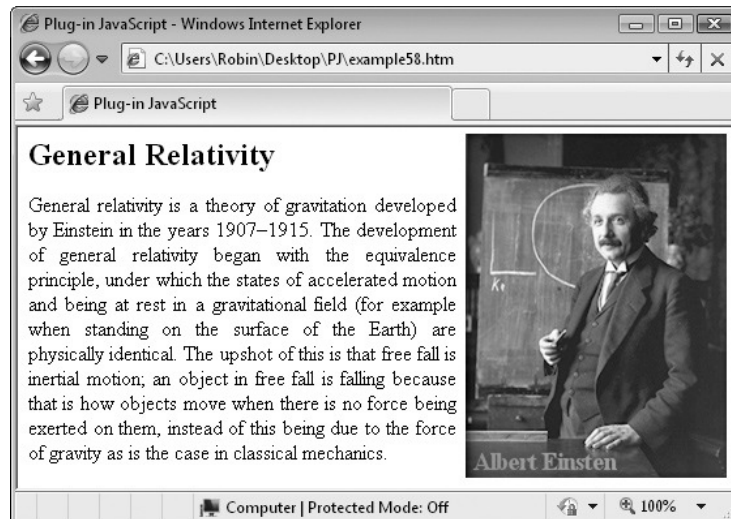 Plug-in JavaScript - Windows Internet Explorer
C:\Users\Robin\Desktop\PJ\example58.htm
Plug-in JavaScript
General Relativity
General relativity is a theory of gravitation developed
by Einstein in the years 1907–1915. The development
of general relativity began with the equivalence
principle, under which the states of accelerated motion
and being at rest in a gravitational field (for example
when standing on the surface of the Earth) are
physically identical. The upshot of this is that free fall is
inertial motion; an object in free fall is falling because
that is how objects move when there is no force being
exerted on them, instead of this being due to the force
of gravity as is the case in classical mechanics.
Albert Einsten
Computer | Protected Mode: Off
100%